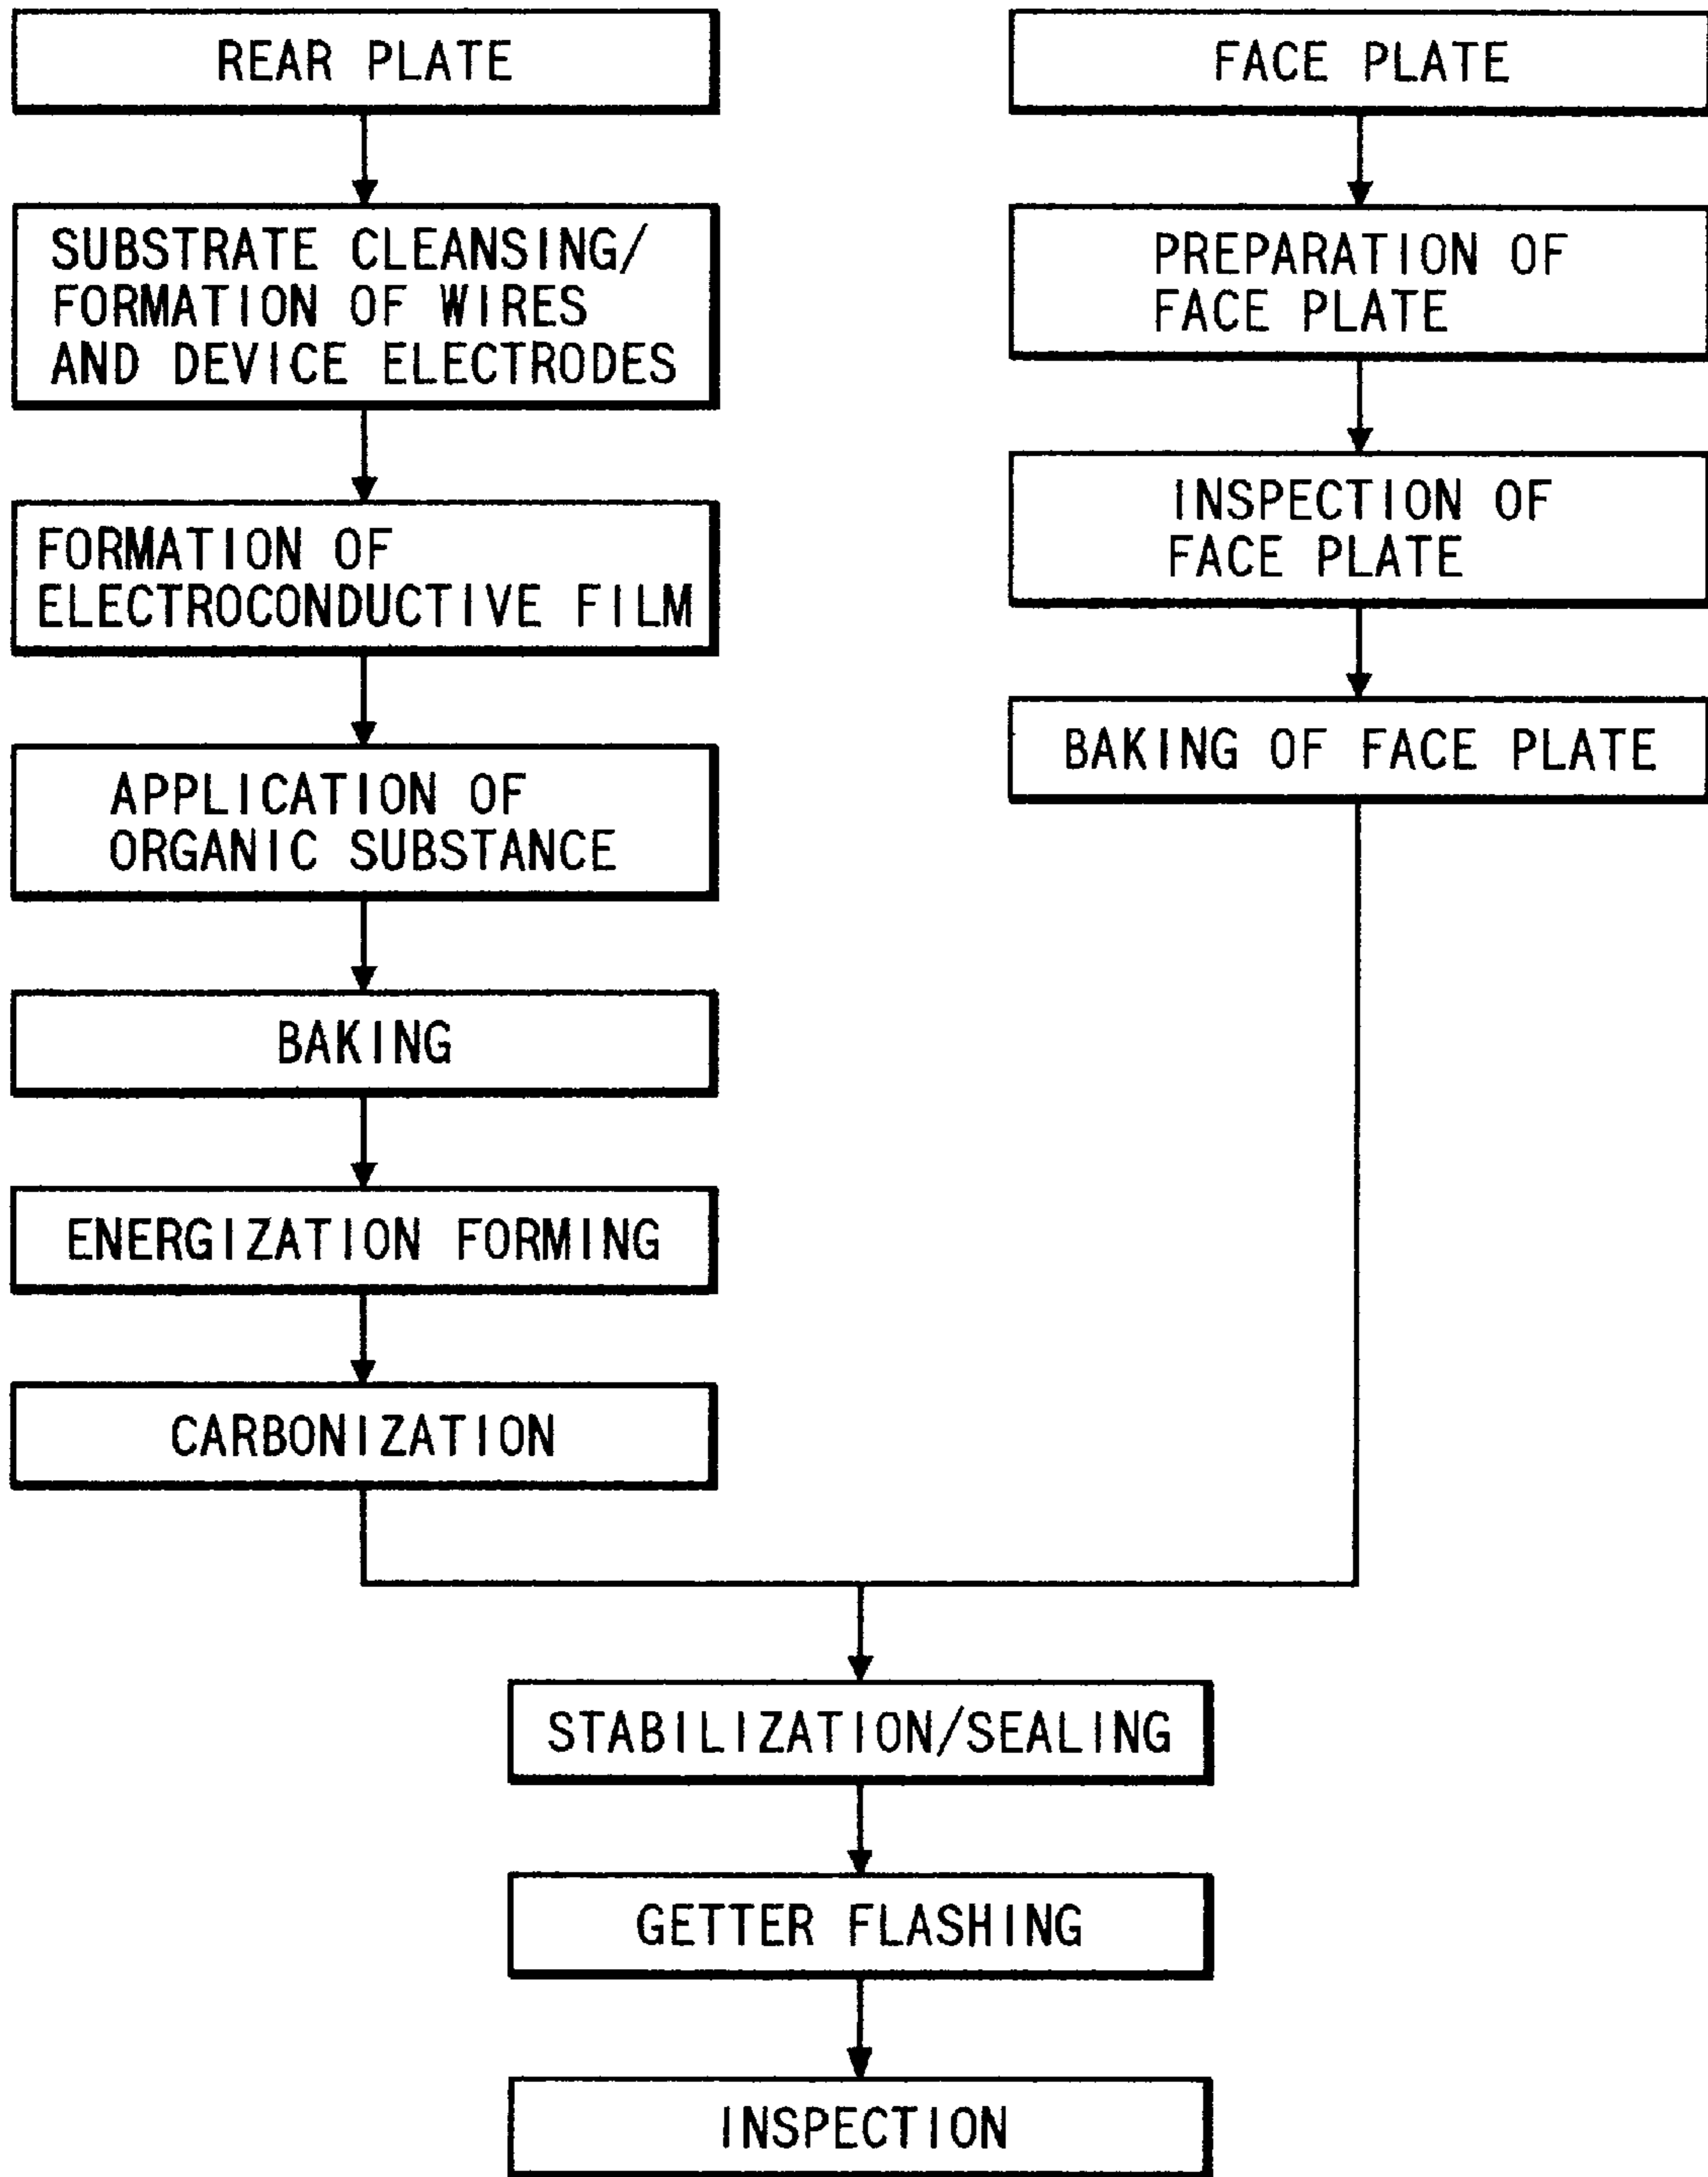 REAR PLATE
SUBSTRATE CLEANSING/
FORMATION OF WIRES
AND DEVICE ELECTRODES
FORMATION OF
ELECTROCONDUCTIVE FILM
APPLICATION OF
ORGANIC SUBSTANCE
BAKING
ENERGIZATION FORMING
CARBONIZATION
FACE PLATE
PREPARATION OF
FACE PLATE
INSPECTION OF
FACE PLATE
BAKING OF FACE PLATE
STABILIZATION/SEALING
GETTER FLASHING
INSPECTION